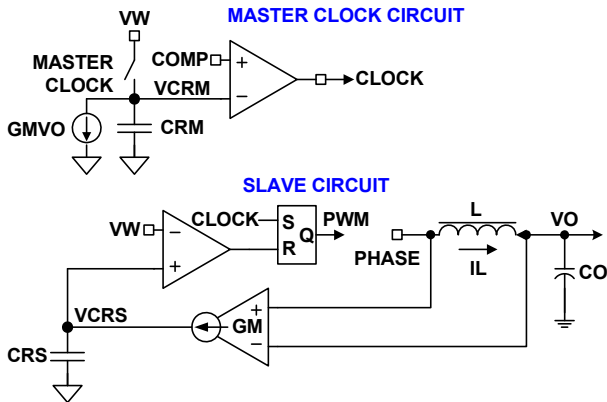 MASTER CLOCK CIRCUIT
VW
MASTER
CLOCK
COMP
+
−
CLOCK
VCRM
GMVO
CRM
SLAVE CIRCUIT
VW
−
+
CLOCK
S
R
Q
PWM
L
VO
PHASE
IL
CO
VCRS
GM
+
−
CRS